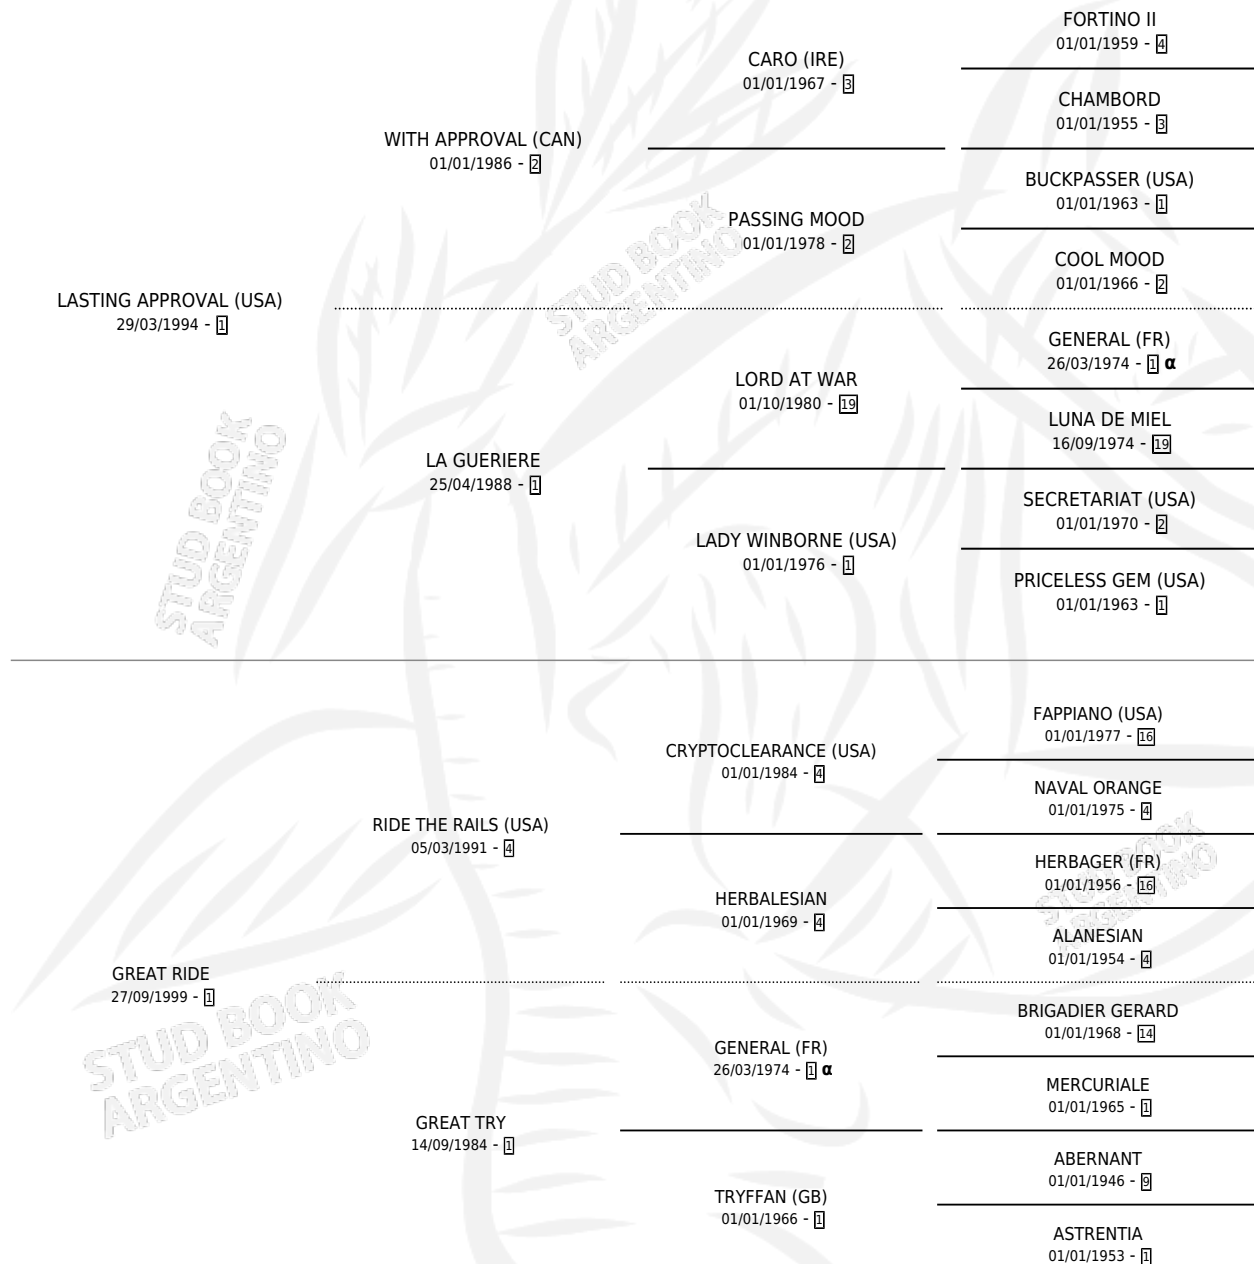 FORTINO II
01/01/1959 - 4
CARO (IRE)
01/01/1967 - 3
CHAMBORD
01/01/1955 - 3
WITH APPROVAL (CAN)
01/01/1986 - 2
BUCKPASSER (USA)
01/01/1963 - 1
PASSING MOOD
01/01/1978 - 2
COOL MOOD
01/01/1966 - 2
STUD BOOK
ARGENTINO
LASTING APPROVAL (USA)
29/03/1994 - 1
GENERAL (FR)
26/03/1974 - 1 α
LORD AT WAR
01/10/1980 - 19
LUNA DE MIEL
16/09/1974 - 19
LA GUERIERE
25/04/1988 - 1
SECRETARIAT (USA)
01/01/1970 - 2
LADY WINBORNE (USA)
01/01/1976 - 1
PRICELESS GEM (USA)
01/01/1963 - 1
STUD BOOK
ARGENTINO
FAPPIANO (USA)
01/01/1977 - 16
CRYPTOCLEARANCE (USA)
01/01/1984 - 4
NAVAL ORANGE
01/01/1975 - 4
RIDE THE RAILS (USA)
05/03/1991 - 4
HERBAGER (FR)
01/01/1956 - 16
HERBALESIAN
01/01/1969 - 4
ALANESIAN
01/01/1954 - 4
STUD BOOK
ARGENTINO
GREAT RIDE
27/09/1999 - 1
BRIGADIER GERARD
01/01/1968 - 14
GENERAL (FR)
26/03/1974 - 1 α
MERCURIALE
01/01/1965 - 1
GREAT TRY
14/09/1984 - 1
ABERNANT
01/01/1946 - 9
TRYFFAN (GB)
01/01/1966 - 1
ASTRENTIA
01/01/1953 - 1
STUD BOOK
ARGENTINO